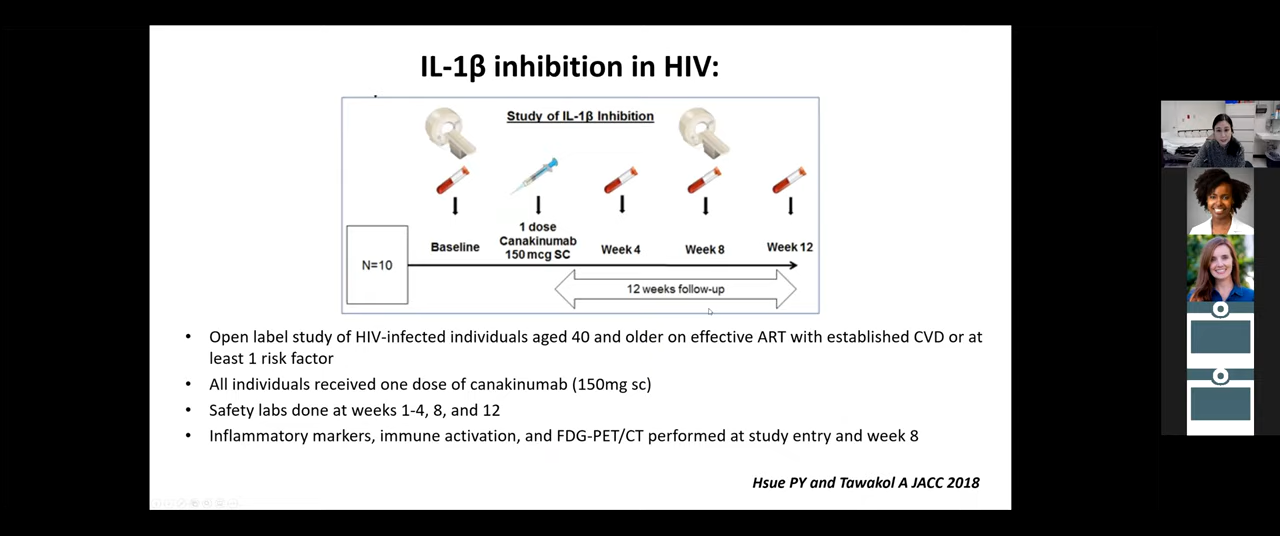 IL-1β inhibition in HIV:
Study of IL-1β Inhibition
Baseline
1 dose
Canakinumab
150 mcg SC
Week 4
Week 8
Week 12
N=10
12 weeks follow-up
• Open label study of HIV-infected individuals aged 40 and older on effective ART with established CVD or at
least 1 risk factor
• All individuals received one dose of canakinumab (150mg sc)
• Safety labs done at weeks 1-4, 8, and 12
• Inflammatory markers, immune activation, and FDG-PET/CT performed at study entry and week 8
Hsue PY and Tawakol A JACC 2018